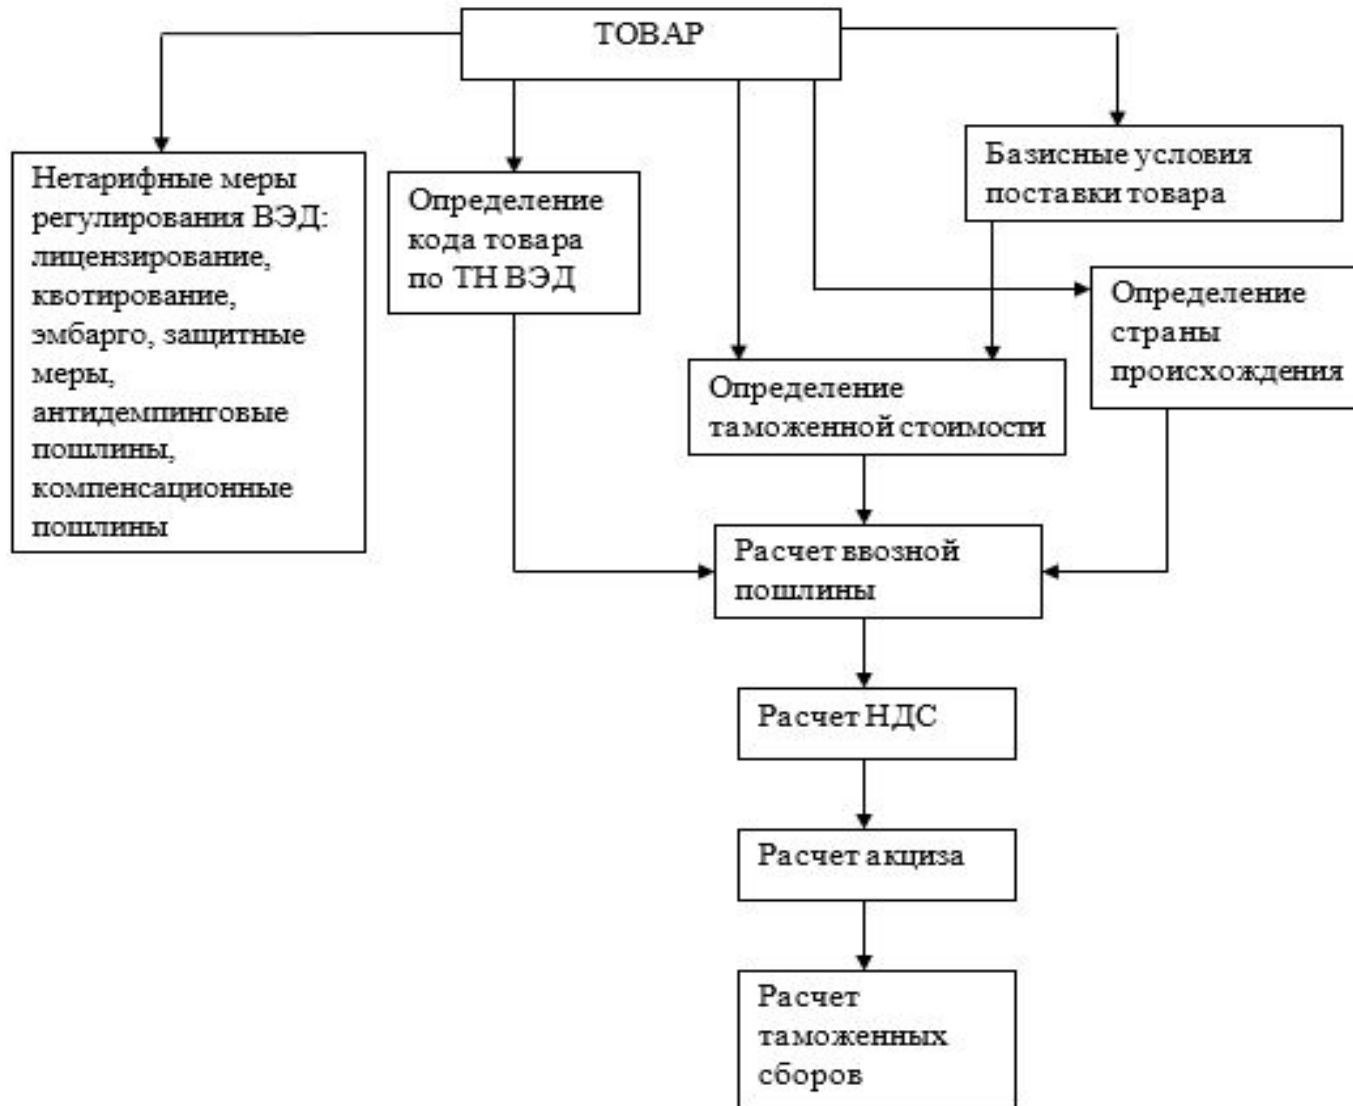 ТОВАР
Нетарифные меры
регулирования ВЭД:
лицензирование,
квотирование,
эмбарго, защитные
меры,
антидемпинговые
пошлины,
компенсационные
пошлины
Определение
кода товара
по ТН ВЭД
Базисные условия
поставки товара
Определение
страны
происхождения
Определение
таможенной стоимости
Расчет ввозной
пошлины
Расчет НДС
Расчет акциза
Расчет
таможенных
сборов